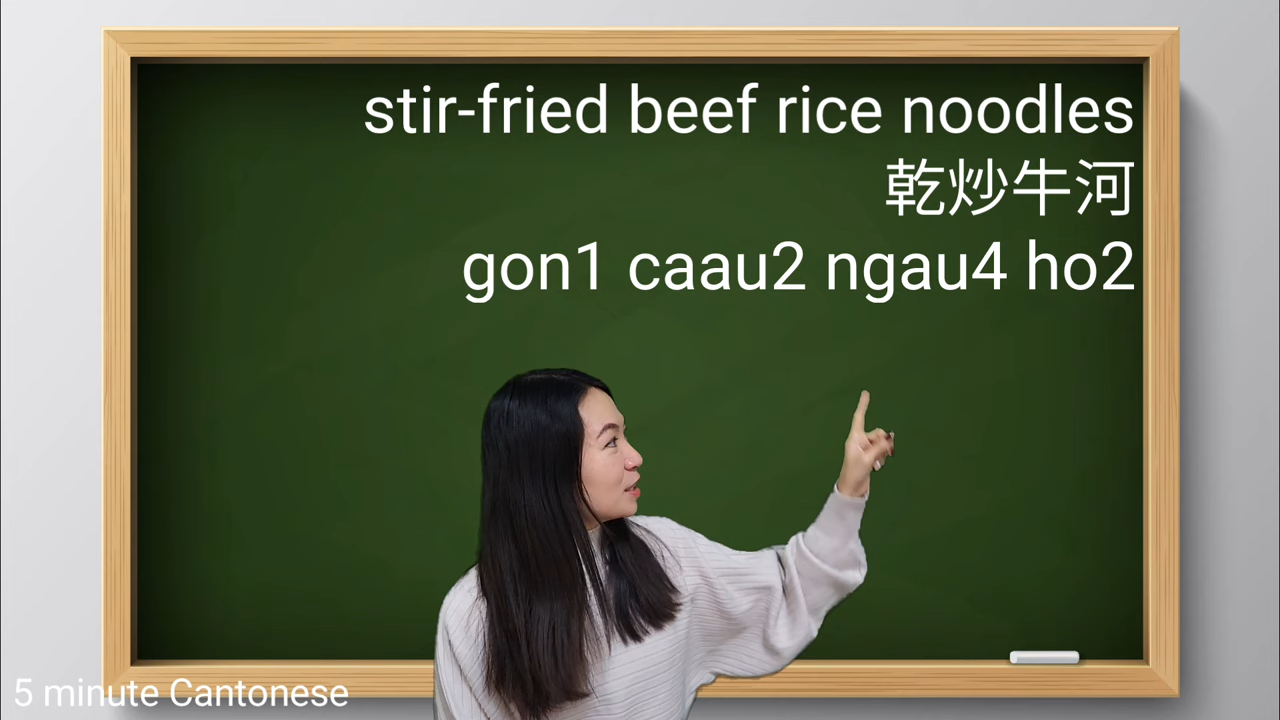 stir-fried beef rice noodles
乾炒牛河
gon1 caau2 ngau4 ho2
5 minute Cantonese